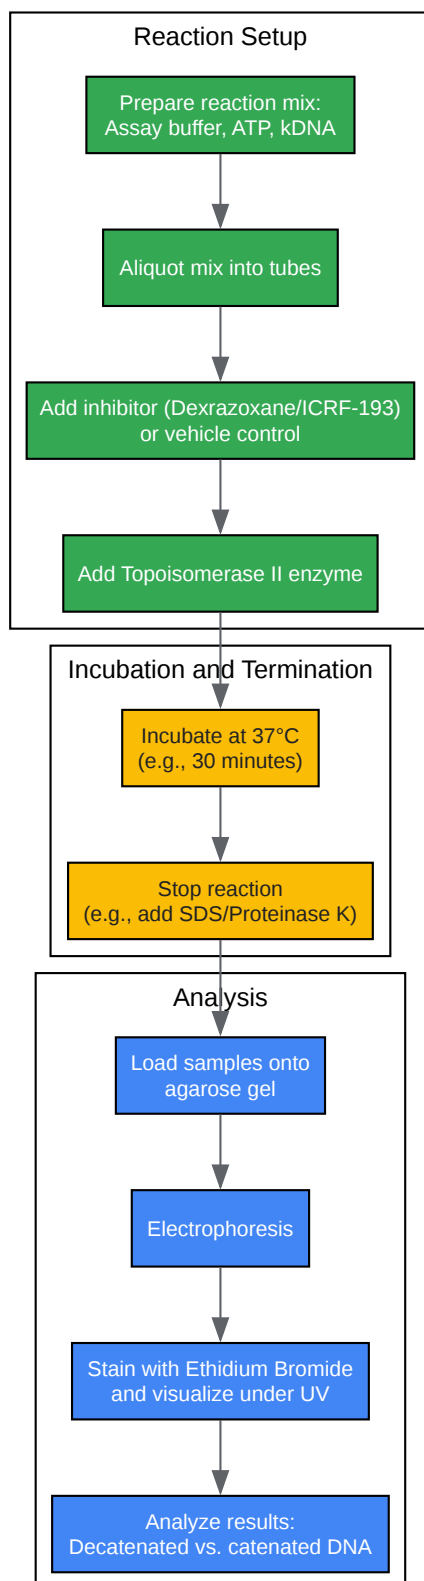 Reaction Setup
Prepare reaction mix:
Assay buffer, ATP, kDNA
Aliquot mix into tubes
Add inhibitor (Dexrazoxane/ICRF-193)
or vehicle control
Add Topoisomerase II enzyme
Incubation and Termination
Incubate at 37°C
(e.g., 30 minutes)
Stop reaction
(e.g., add SDS/Proteinase K)
Analysis
Load samples onto
agarose gel
Electrophoresis
Stain with Ethidium Bromide
and visualize under UV
Analyze results:
Decatenated vs. catenated DNA